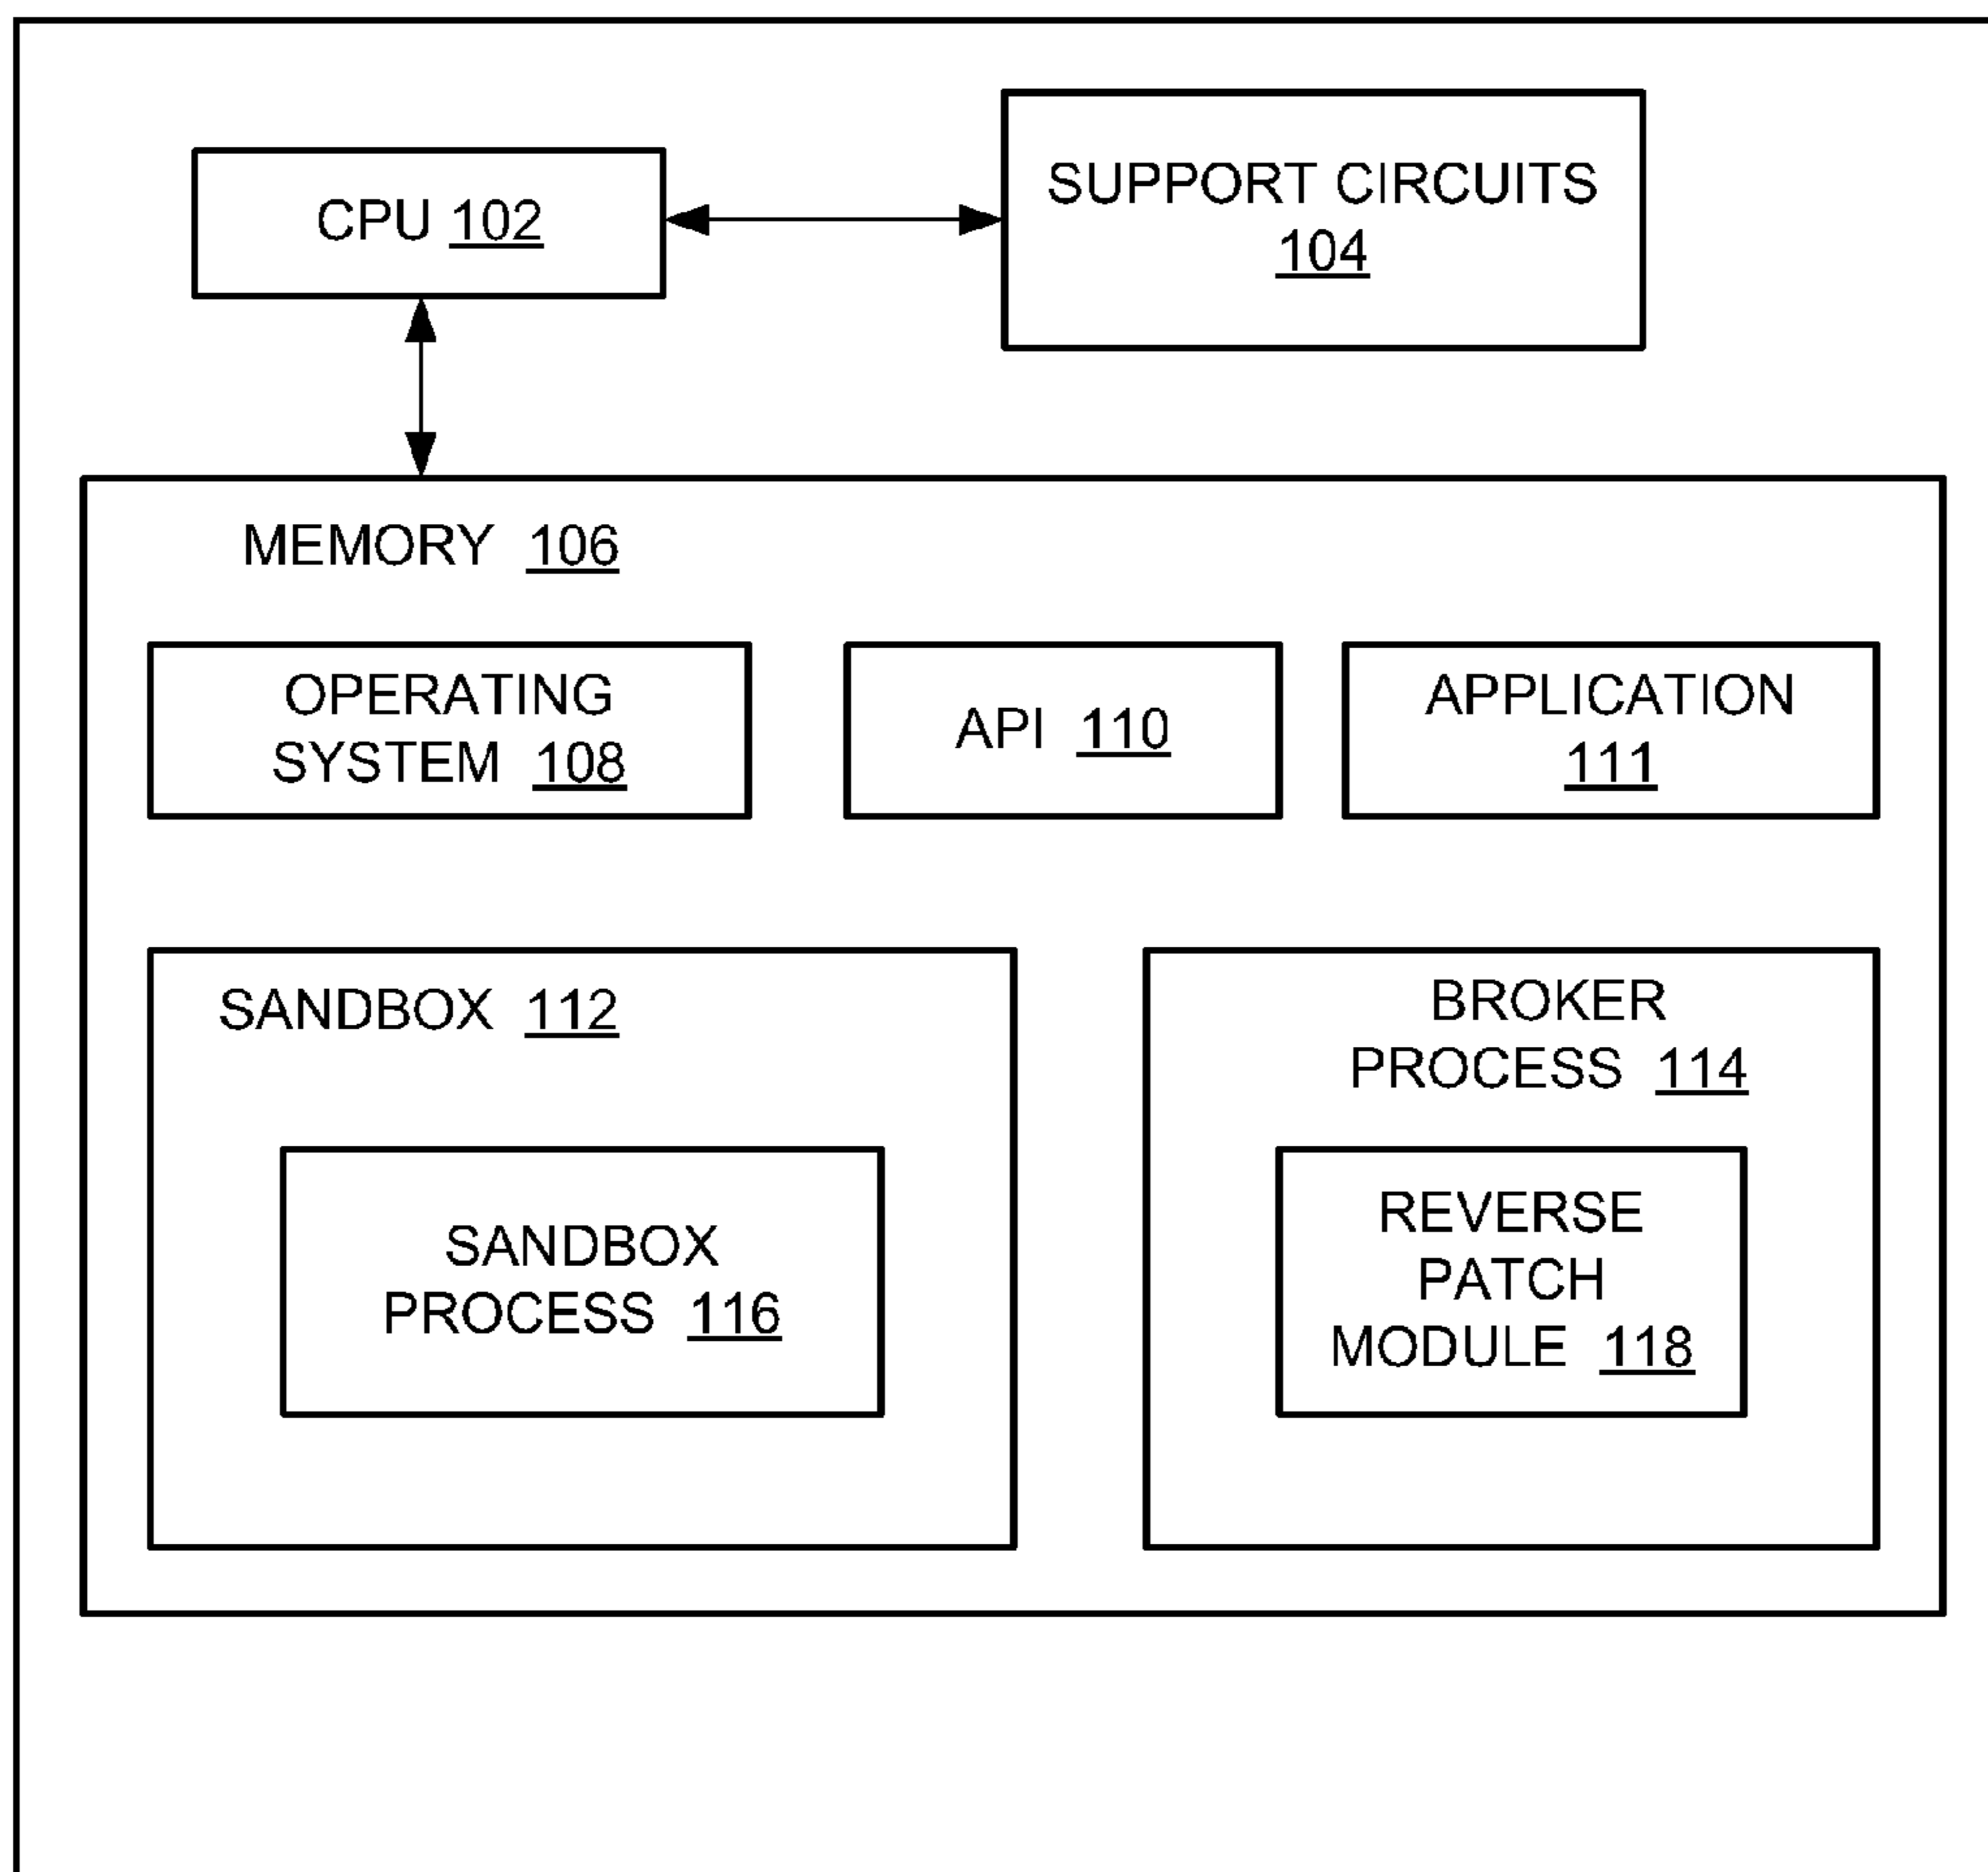 CPU 102
SUPPORT CIRCUITS
104
MEMORY 106
OPERATING
SYSTEM 108
API 110
APPLICATION
111
SANDBOX 112
SANDBOX
PROCESS 116
BROKER
PROCESS 114
REVERSE
PATCH
MODULE 118